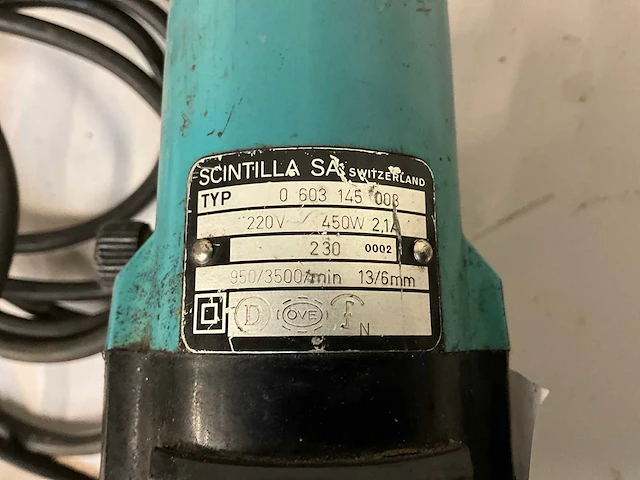 SCINTILLA SA SWITZERLAND
TYP 0 603 145 008
220V 450W 2,1A
230 0002
950/3500/min 13/6mm
D ÖVE N